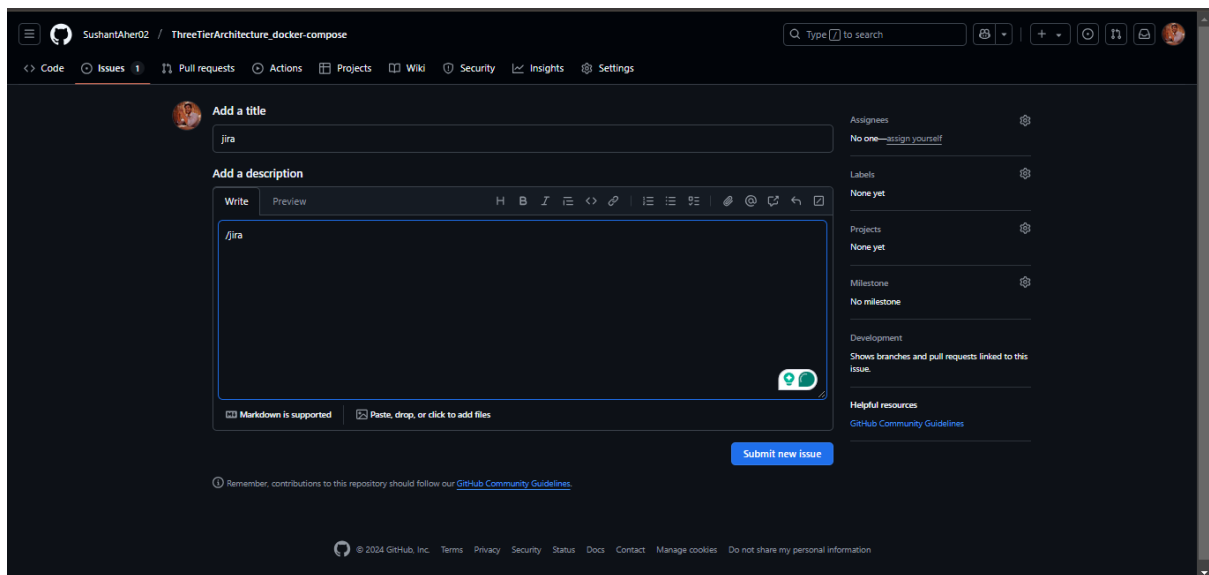 SushantAher02 / ThreeTierArchitecture_docker-compose
Type / to search
Code Issues 1 Pull requests Actions Projects Wiki Security Insights Settings
Add a title
jira
Add a description
Write Preview
/jira
Markdown is supported
Paste, drop, or click to add files
Submit new issue
Remember, contributions to this repository should follow our GitHub Community Guidelines.
Assignees
No one—assign yourself
Labels
None yet
Projects
None yet
Milestone
No milestone
Development
Shows branches and pull requests linked to this
issue.
Helpful resources
GitHub Community Guidelines
© 2024 GitHub, Inc. Terms Privacy Security Status Docs Contact Manage cookies Do not share my personal information